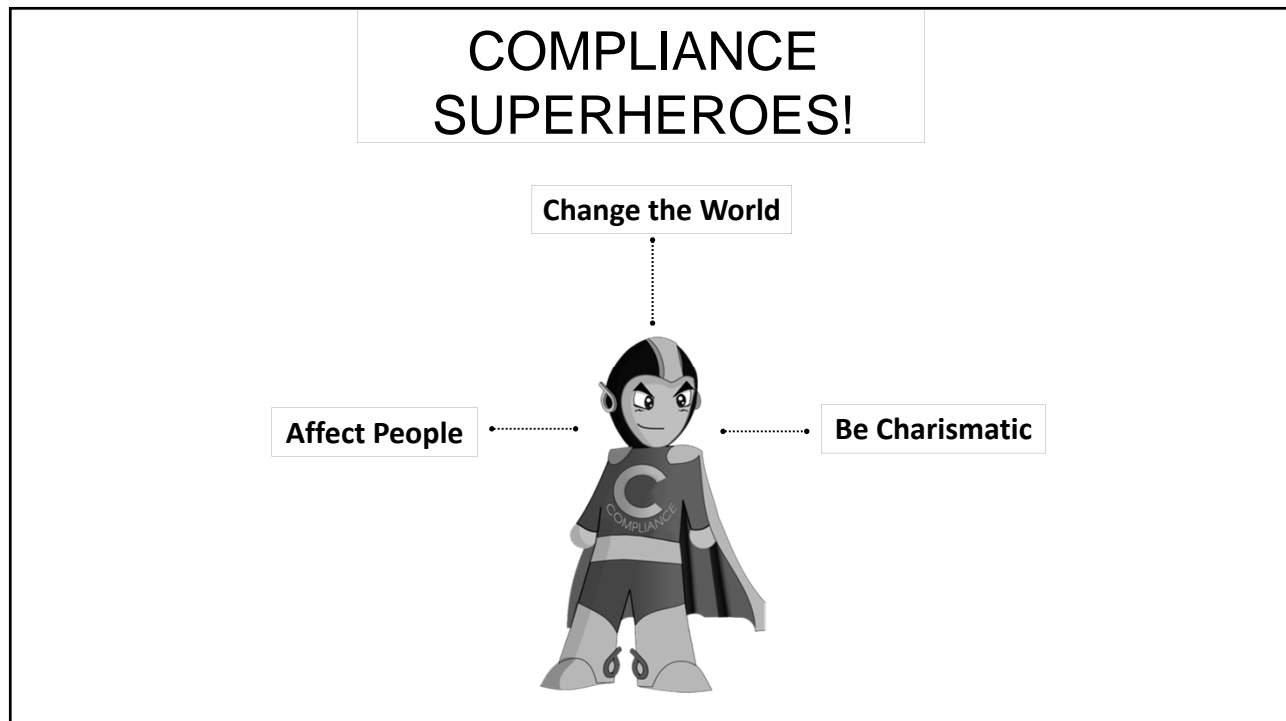 COMPLIANCE
SUPERHEROES!
Change the World
Affect People
Be Charismatic
C
COMPLIANCE